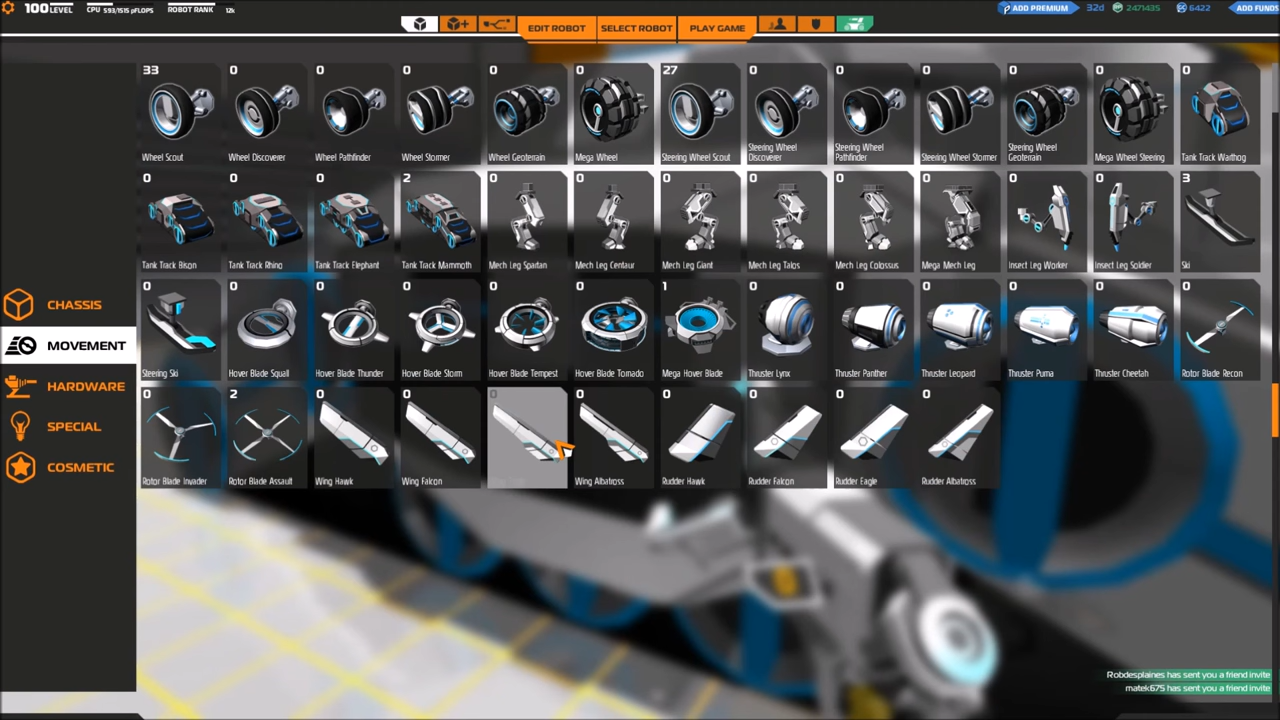 100 LEVEL CPU 593/1515 pFLOPS ROBOT RANK 12k ADD PREMIUM 32d 2471435 6422 ADD FUNDS
EDIT ROBOT SELECT ROBOT PLAY GAME
33 0 0 0 0 0 27 0 0 0 0 0 0
Wheel Scout Wheel Discoverer Wheel Pathfinder Wheel Stormer Wheel Geoterrain Mega Wheel Steering Wheel Scout Steering Wheel Discoverer Steering Wheel Pathfinder Steering Wheel Stormer Steering Wheel Geoterrain Mega Wheel Steering Tank Track Warthog
0 0 0 2 0 0 0 0 0 0 0 0 3
Tank Track Bison Tank Track Rhino Tank Track Elephant Tank Track Mammoth Mech Leg Spartan Mech Leg Centaur Mech Leg Giant Mech Leg Talos Mech Leg Colossus Mega Mech Leg Insect Leg Worker Insect Leg Soldier Ski
0 0 0 0 0 0 1 0 0 0 0 0 0
Steering Ski Hover Blade Squall Hover Blade Thunder Hover Blade Storm Hover Blade Tempest Hover Blade Tornado Mega Hover Blade Thruster Lynx Thruster Panther Thruster Leopard Thruster Puma Thruster Cheetah Rotor Blade Recon
0 2 0 0 0 0 0 0 0 0
Rotor Blade Invader Rotor Blade Assault Wing Hawk Wing Falcon Wing Albatross Rudder Hawk Rudder Falcon Rudder Eagle Rudder Albatross
CHASSIS
MOVEMENT
HARDWARE
SPECIAL
COSMETIC
Robdesplaines has sent you a friend invite
matek675 has sent you a friend invite